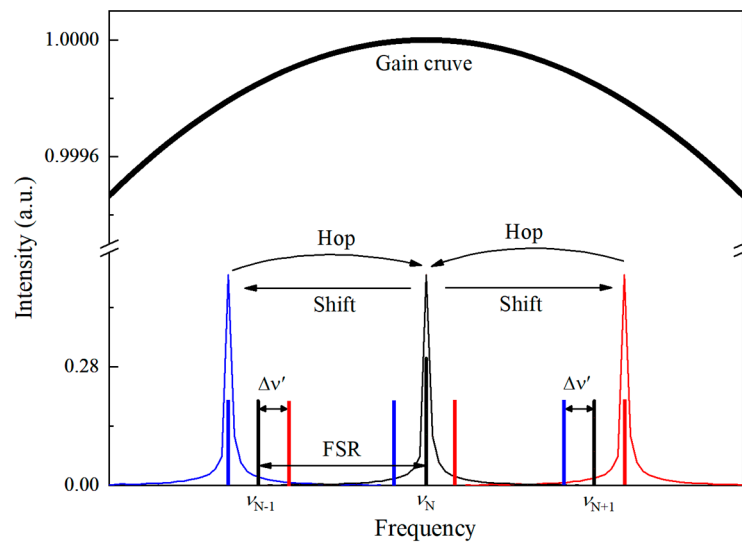 1.0000
Gain cruve
0.9996
Intensity (a.u.)
Hop
Hop
Shift
Shift
0.28
Δν′
Δν′
FSR
0.00
νN-1
νN
νN+1
Frequency